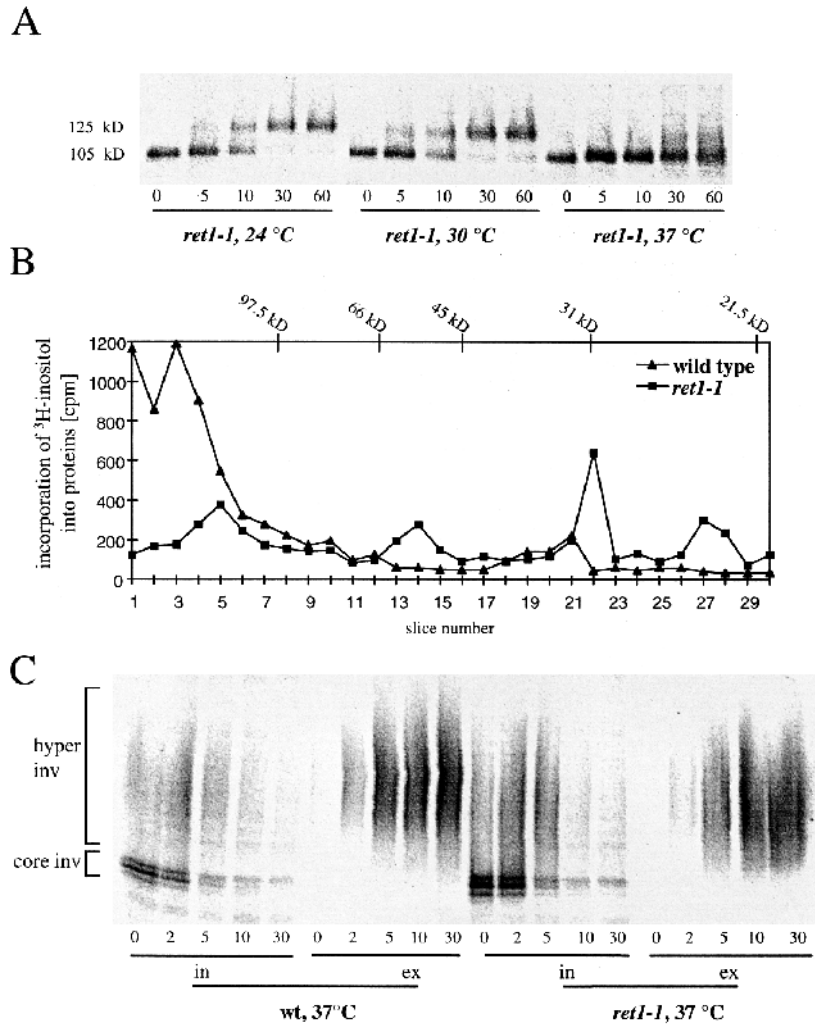 A
125 kD
105 kD
0 5 10 30 60 0 5 10 30 60 0 5 10 30 60
ret1-1, 24 °C ret1-1, 30 °C ret1-1, 37 °C
B
97.5 kD 66 kD 45 kD 31 kD 21.5 kD
incorporation of ³H-inositol
into proteins [cpm]
1200
1000
800
600
400
200
0
wild type
ret1-1
1 3 5 7 9 11 13 15 17 19 21 23 25 27 29
slice number
C
hyper
inv
core inv
0 2 5 10 30 0 2 5 10 30 0 2 5 10 30 0 2 5 10 30
in ex in ex
wt, 37°C ret1-1, 37 °C